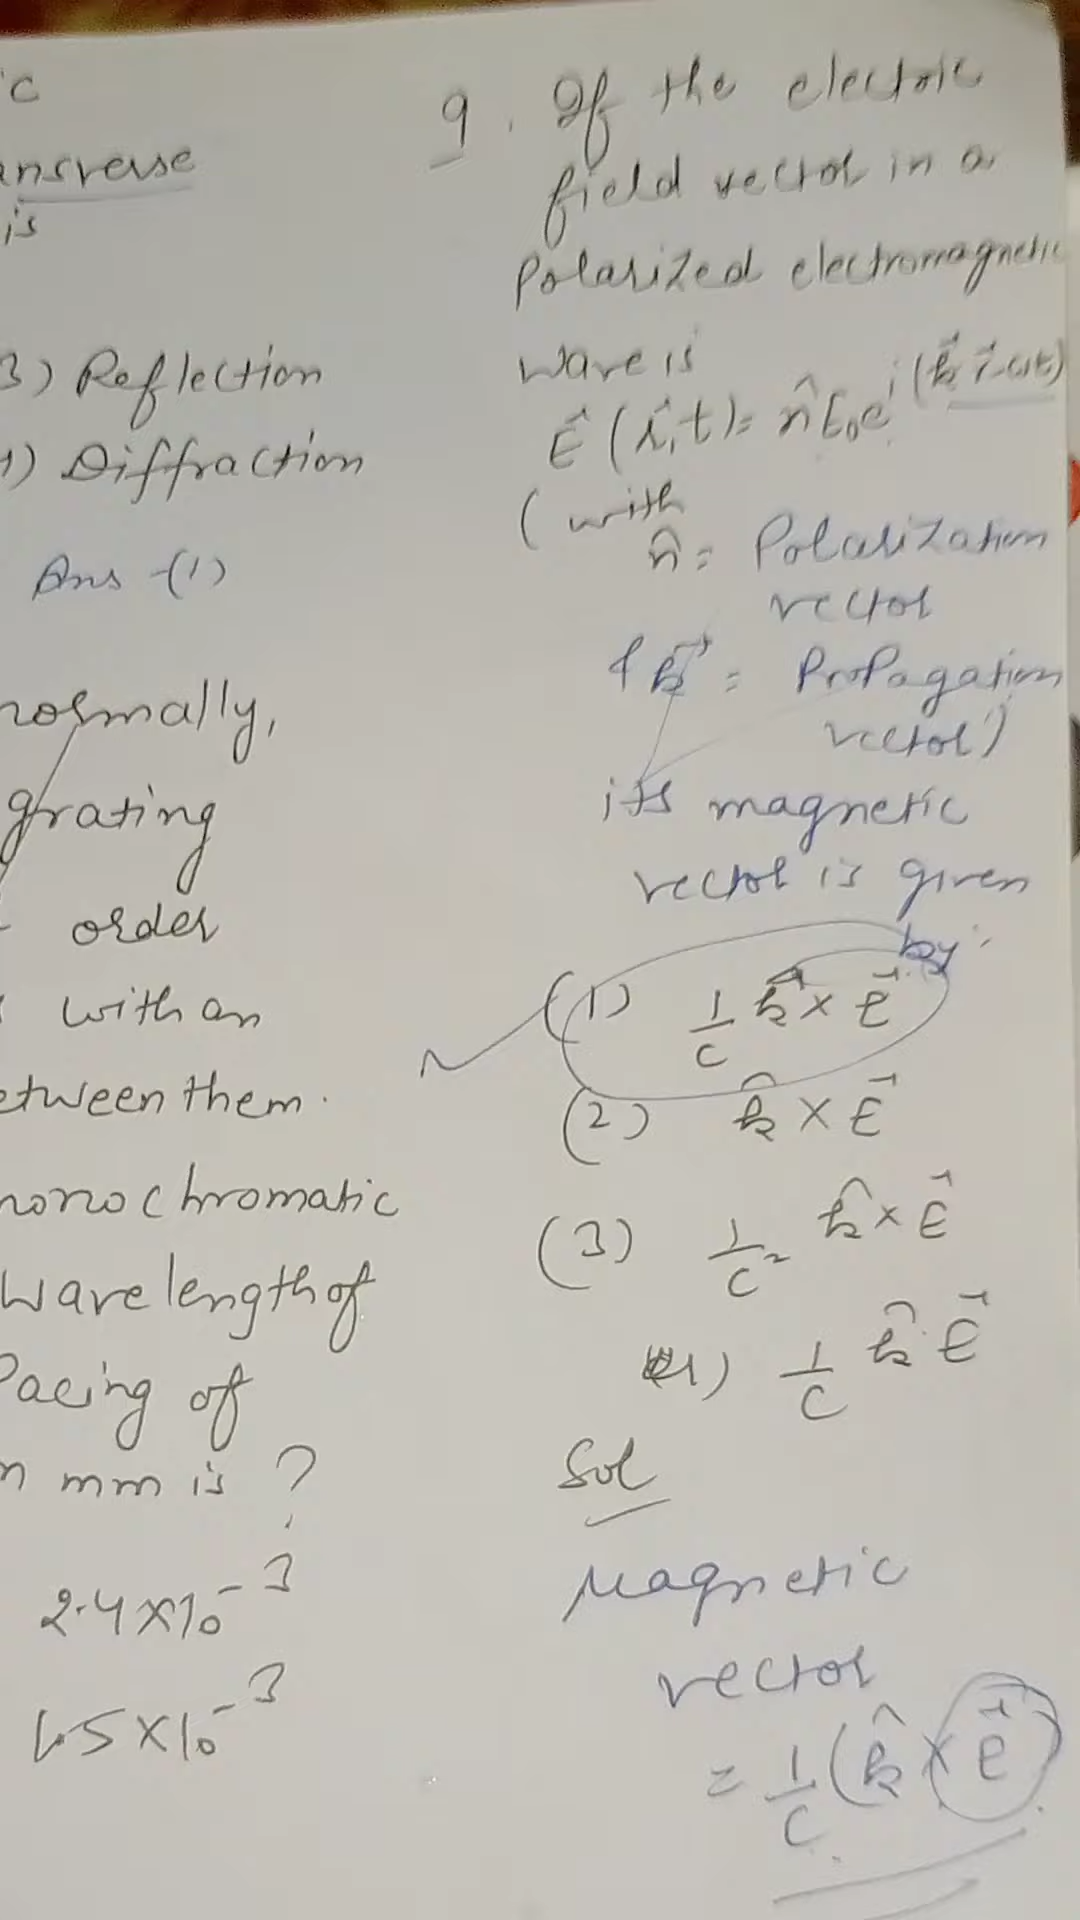 ic
ansverse
is
3) Reflection
4) Diffraction
Ans -(1)
normally,
grating
order
with an
etween them.
monochromatic
wavelength of
Pacing of
mm is ?
2.4×10⁻³
1.5×10⁻³
9. If the electric
field vector in a
Polarized electromagnetic
wave is
E⃗ (r⃗,t) = n̂E₀e^i(k⃗.r⃗-ωt)
(with
n̂ = Polarization
vector
& k⃗ = Propagation
vector)
its magnetic
vector is given
by:
(1) 1/c k̂ × E⃗
(2) k̂ × E⃗
(3) 1/c² k̂ × E⃗
4) 1/c k̂.E⃗
Sol
Magnetic
vector
= 1/c (k̂ × E⃗)